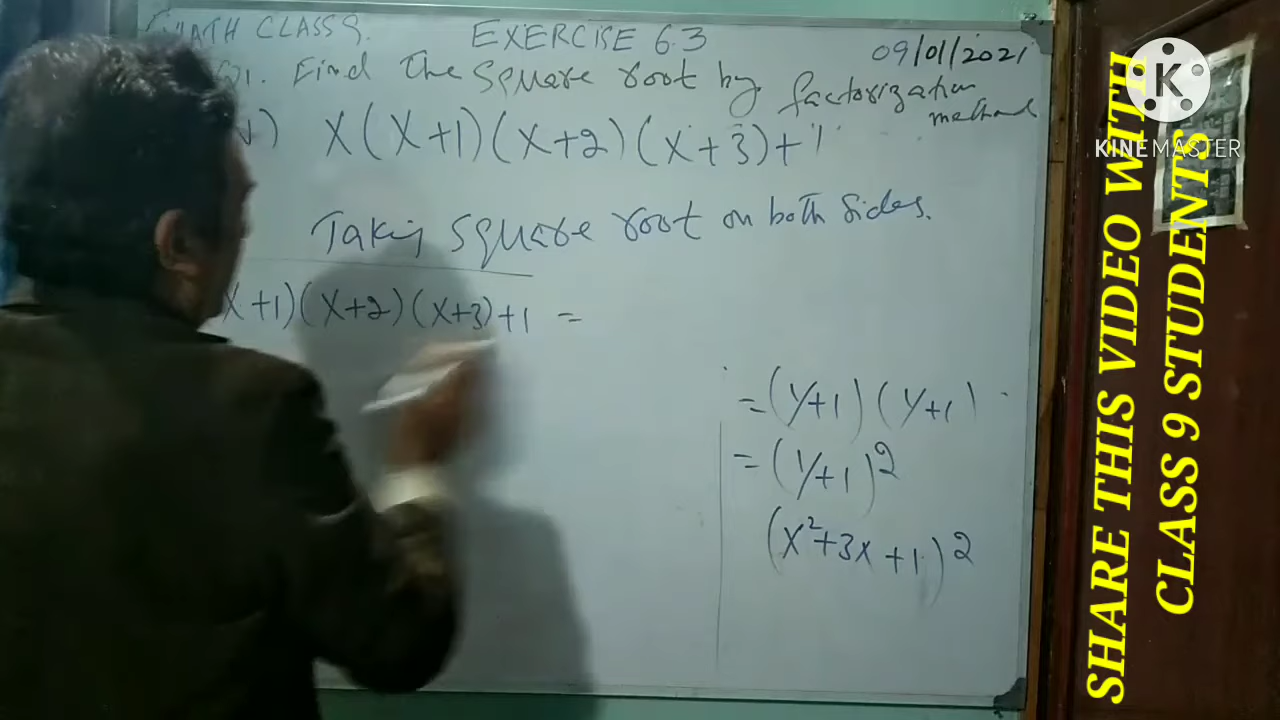 MATH CLASS 9. EXERCISE 6.3 09/01/2021
Q1. Find the square root by factorization
method
v) X(X+1)(X+2)(X+3)+1
Taking square root on both sides.
X+1)(X+2)(X+3)+1 =
=(y+1)(y+1)
=(y+1)²
(X²+3X+1)²
K
KINEMASTER
SHARE THIS VIDEO WITH
CLASS 9 STUDENTS